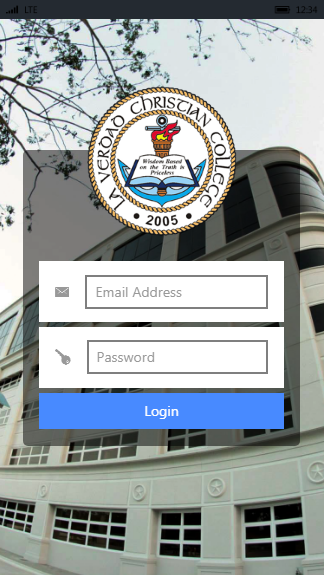 LTE 12:34
LA VERDAD CHRISTIAN COLLEGE
Wisdom Based
on the Truth is
Priceless
· 2005 ·
Email Address
Password
Login